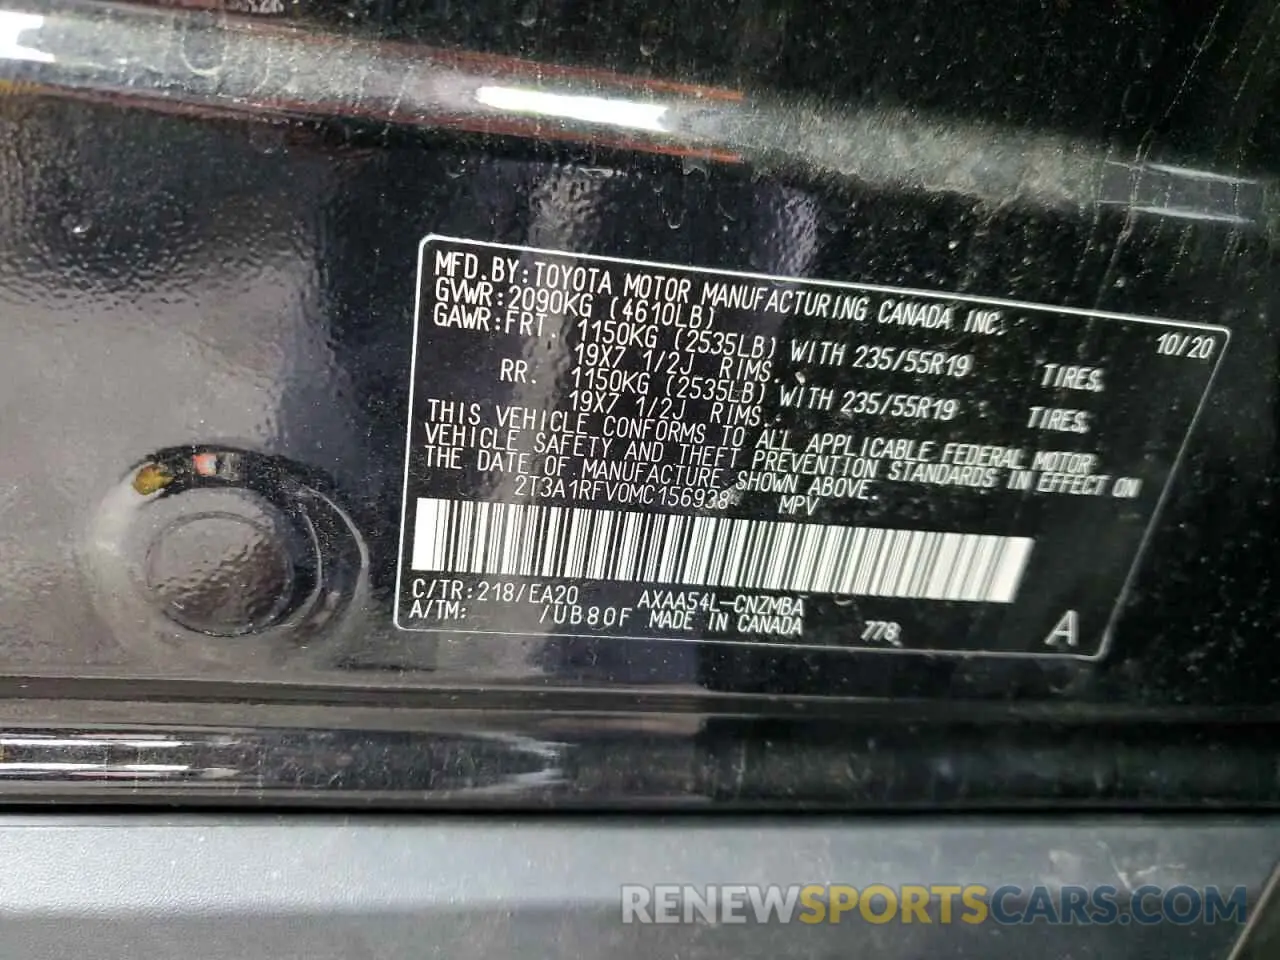 MFD.BY:TOYOTA MOTOR MANUFACTURING CANADA INC. 10/20
GVWR:2090KG (4610LB)
GAWR:FRT. 1150KG (2535LB) WITH 235/55R19 TIRES,
19X7 1/2J RIMS.
RR. 1150KG (2535LB) WITH 235/55R19 TIRES,
19X7 1/2J RIMS.
THIS VEHICLE CONFORMS TO ALL APPLICABLE FEDERAL MOTOR
VEHICLE SAFETY AND THEFT PREVENTION STANDARDS IN EFFECT ON
THE DATE OF MANUFACTURE SHOWN ABOVE.
2T3A1RFV0MC156938 MPV
C/TR:218/EA20 AXAA54L-CNZMBA
A/TM: /UB80F MADE IN CANADA 778 A
RENEWSPORTSCARS.COM